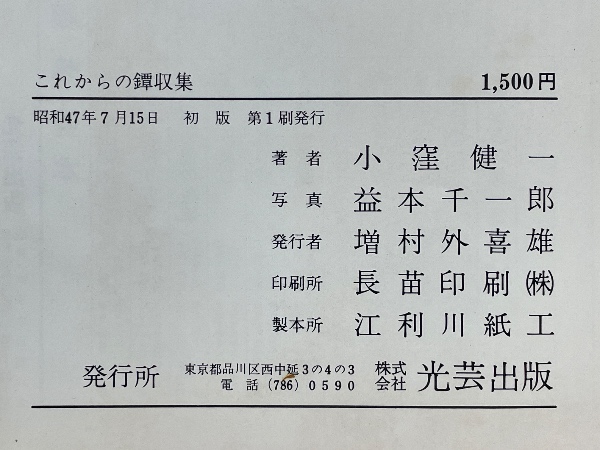 これからの鐔収集 1,500円
昭和47年7月15日 初版 第1刷発行
著者 小窪健一
写真 益本千一郎
発行者 増村外喜雄
印刷所 長苗印刷㈱
製本所 江利川紙工
発行所 東京都品川区西中延3の4の3 電話(786)0590 株式会社 光芸出版